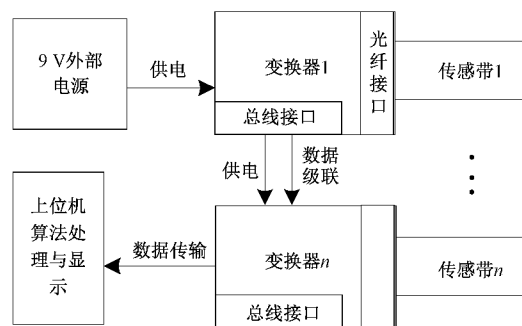 9 V外部
电源
供电
变换器1
光
纤
接
口
传感带1
总线接口
供电
数据
级联
上位机
算法处
理与显
示
数据传输
变换器n
传感带n
总线接口